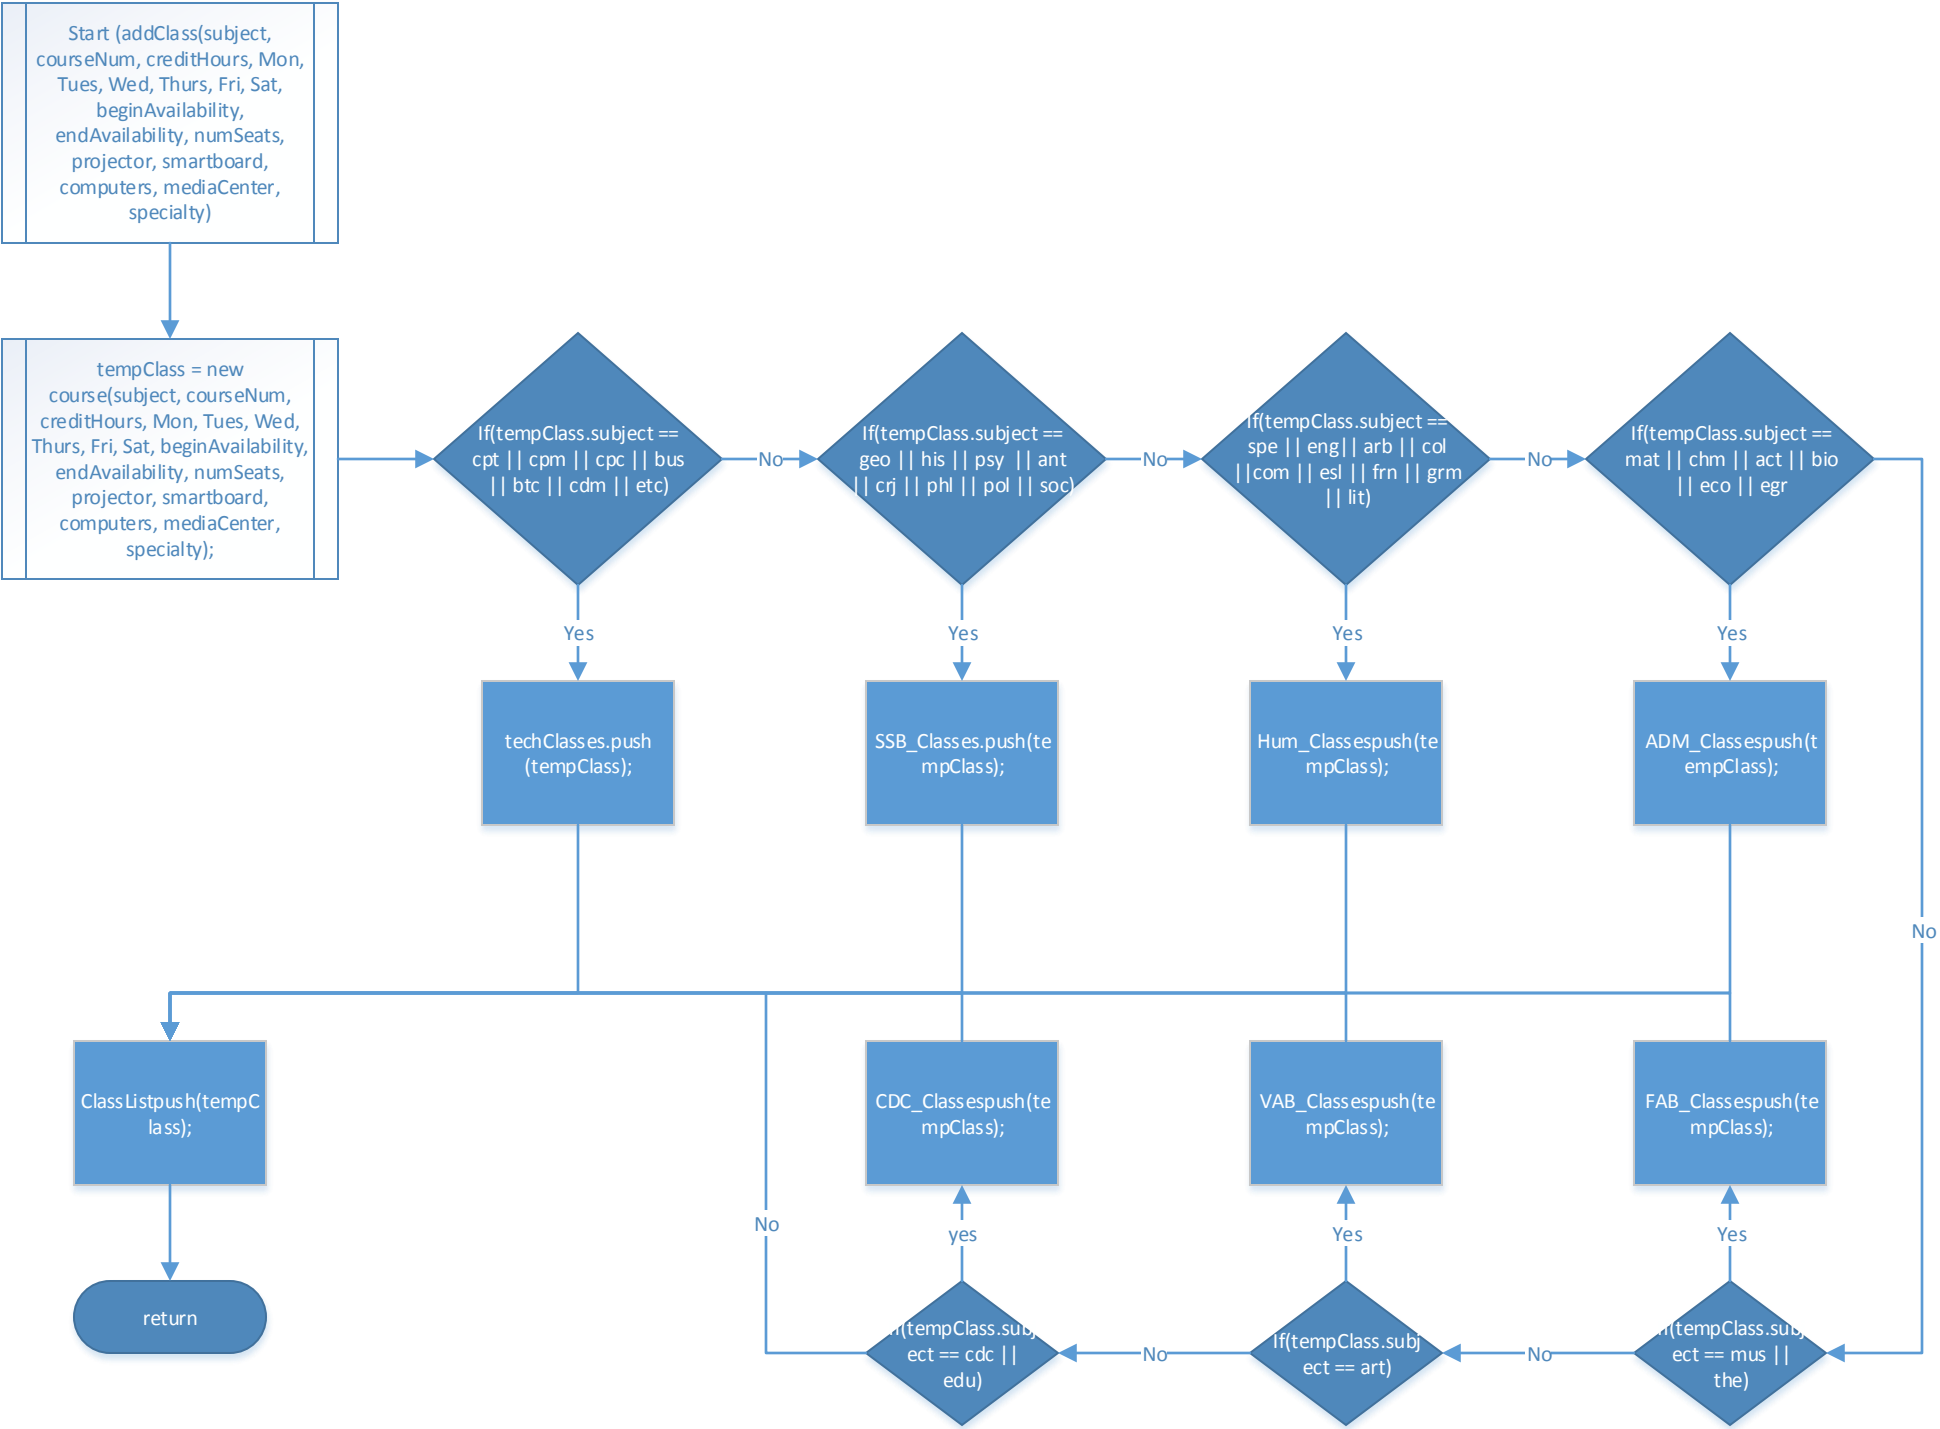 Start (addClass(subject,
courseNum, creditHours, Mon,
Tues, Wed, Thurs, Fri, Sat,
beginAvailability,
endAvailability, numSeats,
projector, smartboard,
computers, mediaCenter,
specialty)
tempClass = new
course(subject, courseNum,
creditHours, Mon, Tues, Wed,
Thurs, Fri, Sat, beginAvailability,
endAvailability, numSeats,
projector, smartboard,
computers, mediaCenter,
specialty);
If(tempClass.subject ==
cpt || cpm || cpc || bus
|| btc || cdm || etc)
No
If(tempClass.subject ==
geo || his || psy || ant
|| crj || phl || pol || soc)
No
If(tempClass.subject ==
spe || eng|| arb || col
||com || esl || frn || grm
|| lit)
No
If(tempClass.subject ==
mat || chm || act || bio
|| eco || egr
Yes
Yes
Yes
Yes
techClasses.push
(tempClass);
SSB_Classes.push(te
mpClass);
Hum_Classespush(te
mpClass);
ADM_Classespush(t
empClass);
No
ClassListpush(tempC
lass);
CDC_Classespush(te
mpClass);
VAB_Classespush(te
mpClass);
FAB_Classespush(te
mpClass);
No
yes
Yes
Yes
return
If(tempClass.subj
ect == cdc ||
edu)
No
If(tempClass.subj
ect == art)
No
If(tempClass.subj
ect == mus ||
the)